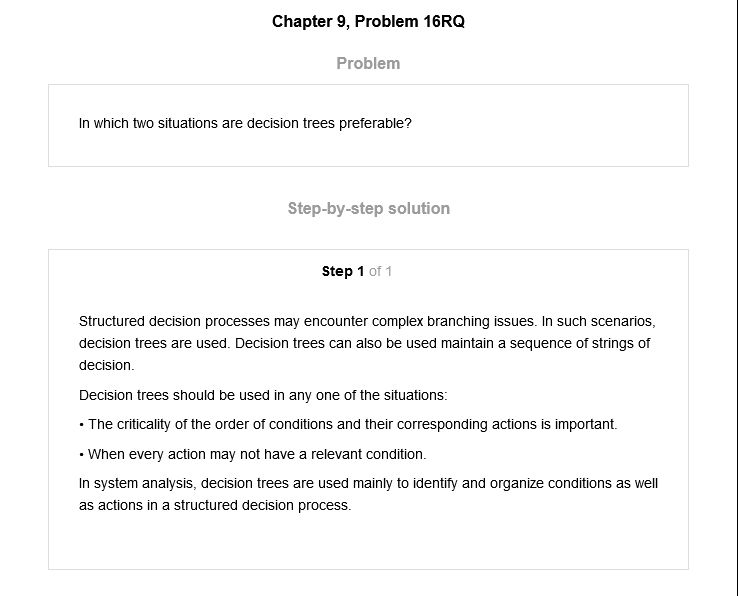 Chapter 9, Problem 16RQ
Problem
In which two situations are decision trees preferable?
Step-by-step solution
Step 1 of 1
Structured decision processes may encounter complex branching issues. In such scenarios,
decision trees are used. Decision trees can also be used maintain a sequence of strings of
decision.
Decision trees should be used in any one of the situations:
• The criticality of the order of conditions and their corresponding actions is important.
• When every action may not have a relevant condition.
In system analysis, decision trees are used mainly to identify and organize conditions as well
as actions in a structured decision process.